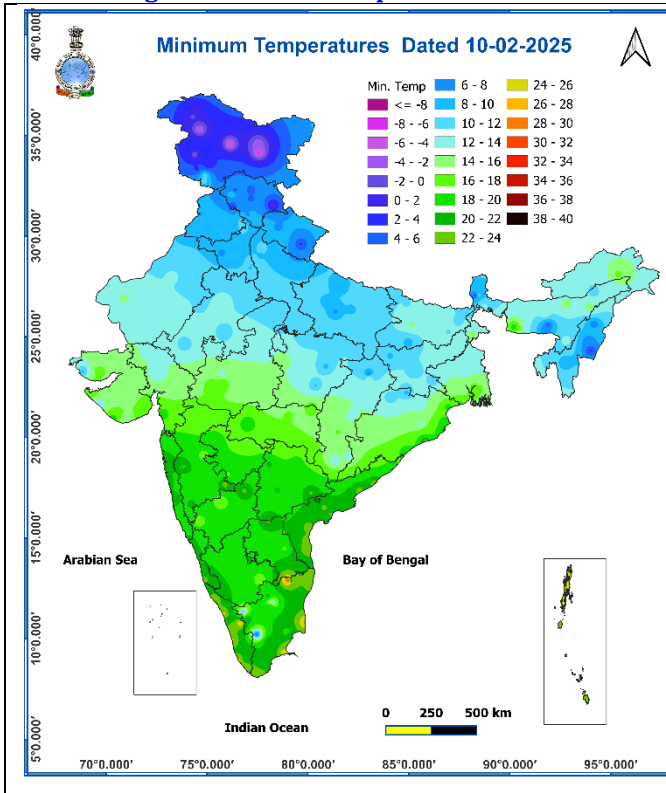 Minimum Temperatures Dated 10-02-2025
Min. Temp
<= -8
-8 - -6
-6 - -4
-4 - -2
-2 - 0
0 - 2
2 - 4
4 - 6
6 - 8
8 - 10
10 - 12
12 - 14
14 - 16
16 - 18
18 - 20
20 - 22
22 - 24
24 - 26
26 - 28
28 - 30
30 - 32
32 - 34
34 - 36
36 - 38
38 - 40
40°0.000'
35°0.000'
30°0.000'
25°0.000'
20°0.000'
15°0.000'
10°0.000'
5°0.000'
Arabian Sea
Bay of Bengal
Indian Ocean
0 250 500 km
70°0.000' 75°0.000' 80°0.000' 85°0.000' 90°0.000' 95°0.000'